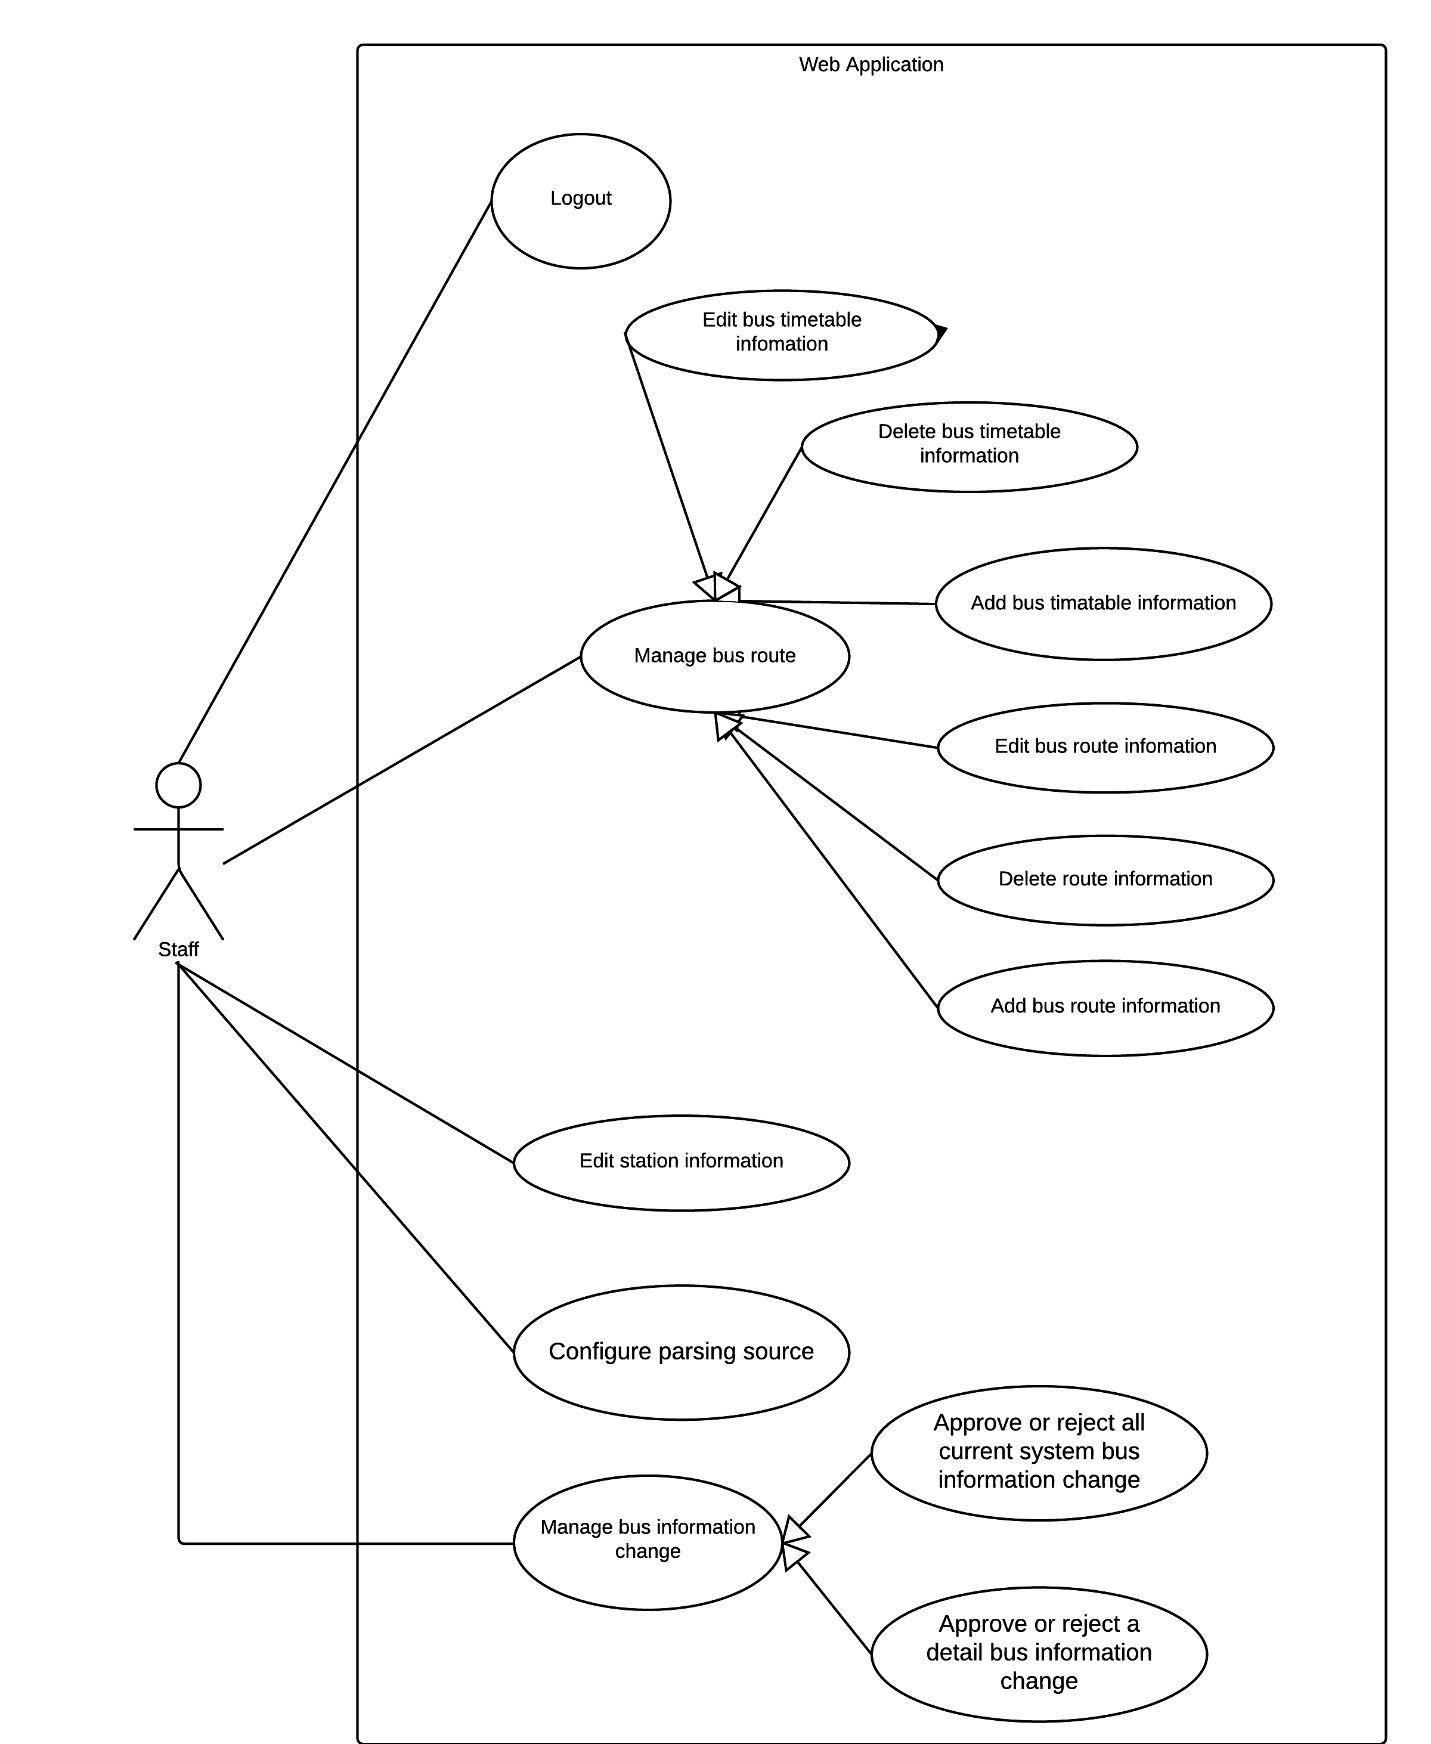 Web Application
Logout
Edit bus timetable
infomation
Delete bus timetable
information
Add bus timatable information
Manage bus route
Edit bus route infomation
Delete route information
Staff
Add bus route information
Edit station information
Configure parsing source
Approve or reject all
current system bus
information change
Manage bus information
change
Approve or reject a
detail bus information
change